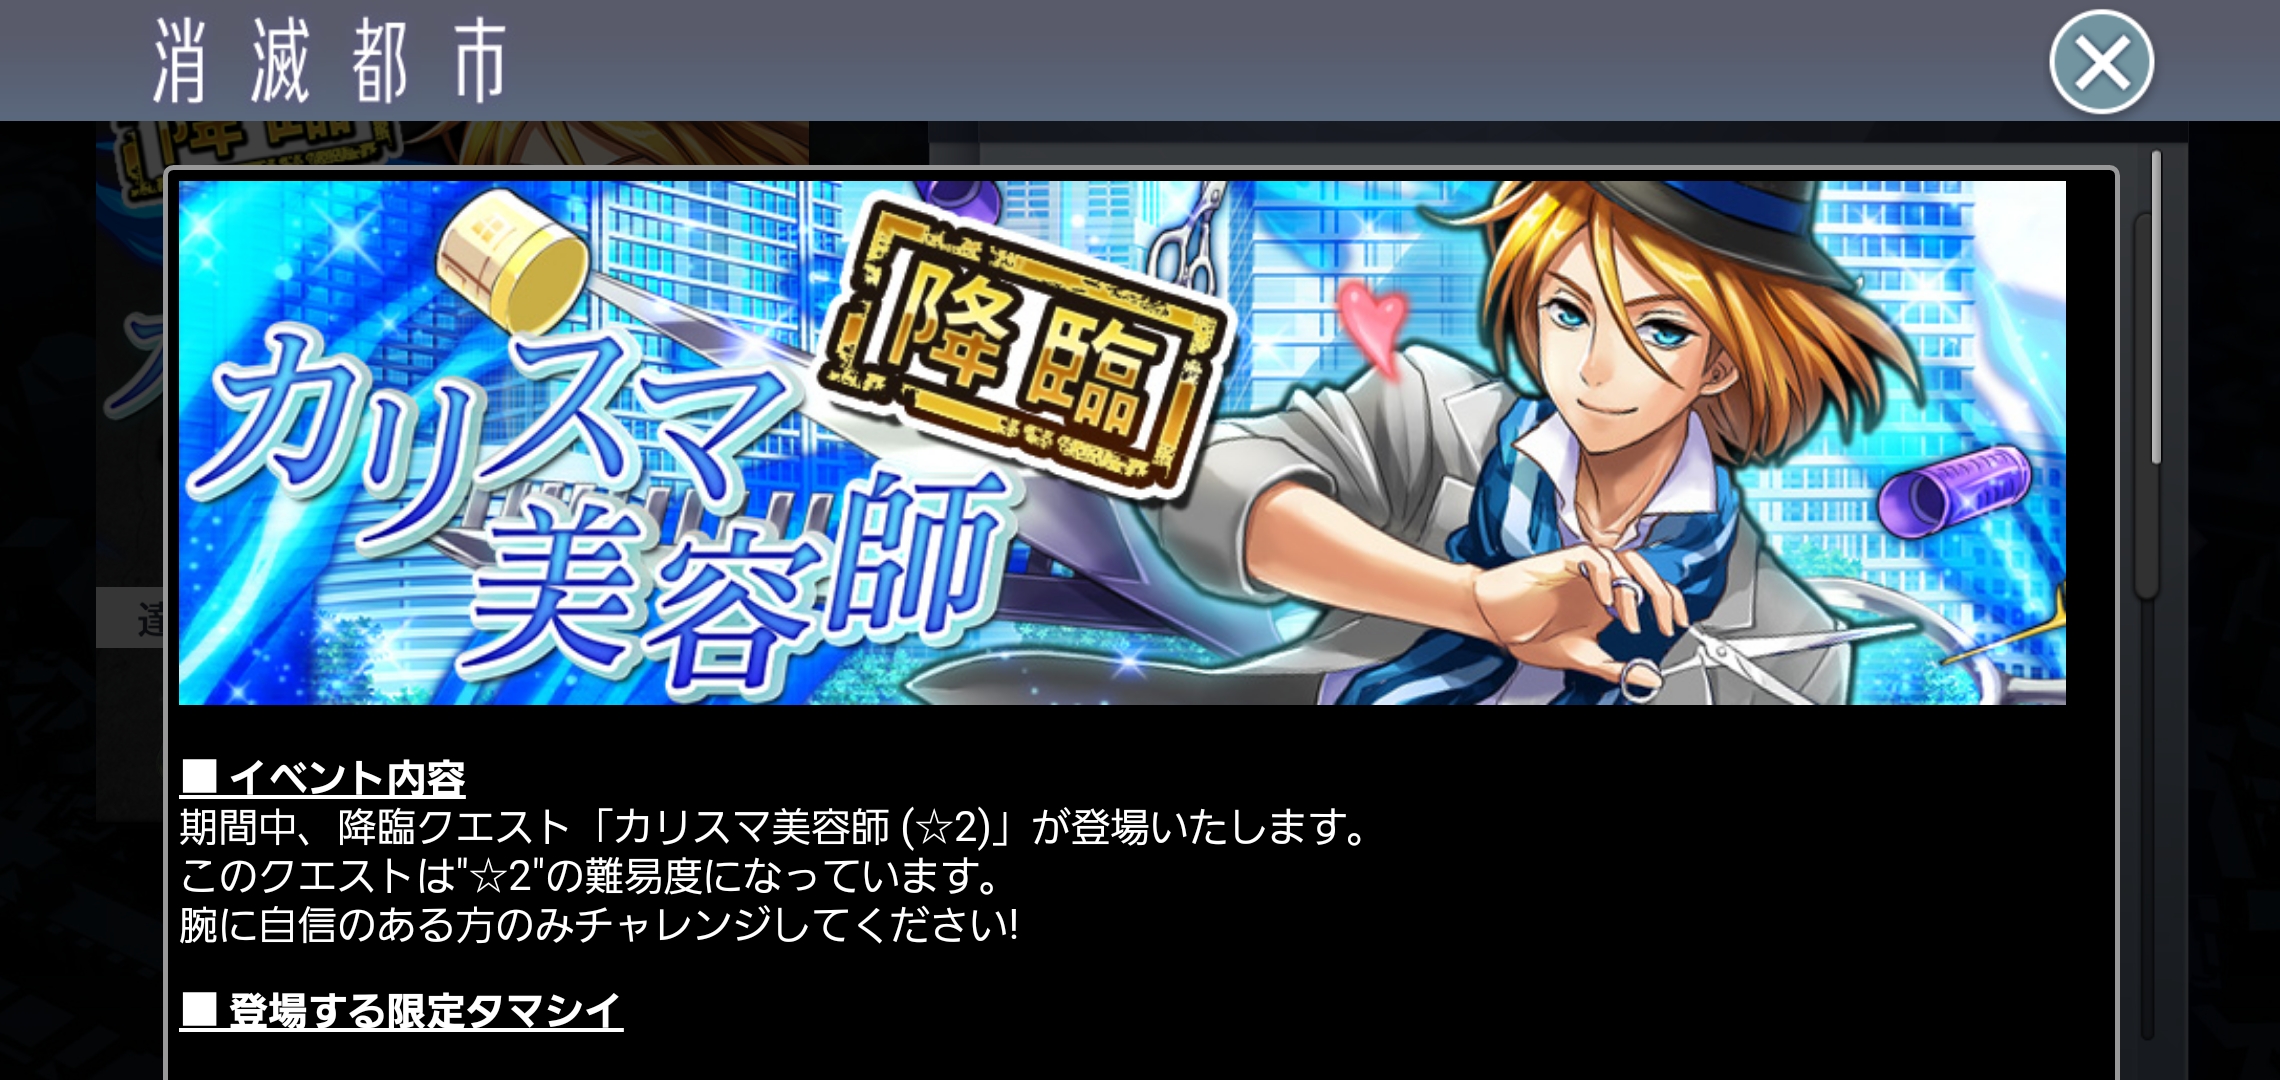 消滅都市
降臨
カリスマ
美容師
■ イベント内容
期間中、降臨クエスト「カリスマ美容師 (☆2)」が登場いたします。
このクエストは"☆2"の難易度になっています。
腕に自信のある方のみチャレンジしてください!
■ 登場する限定タマシイ